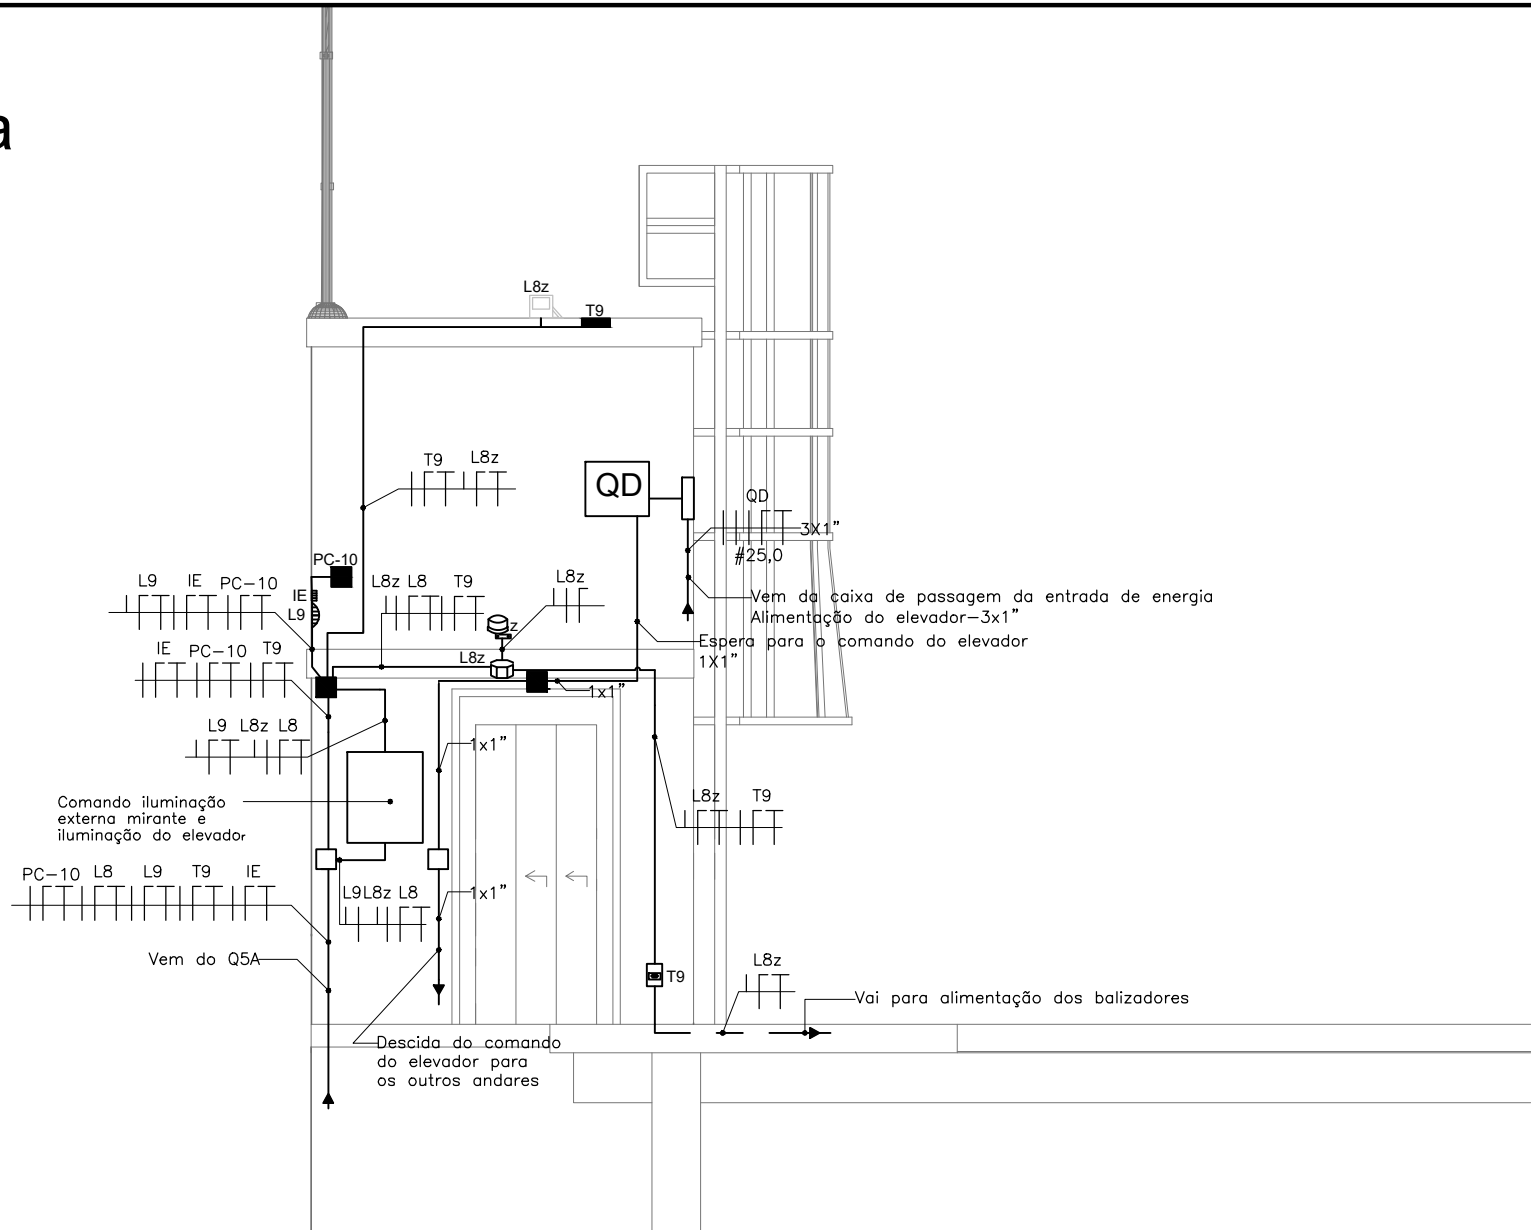 a
L8z
T9
T9 L8z
QD
QD
3X1"
#25,0
PC-10
L9 IE PC-10
IE
L9
L8z L8 T9
L8z
z
Vem da caixa de passagem da entrada de energia
Alimentação do elevador-3x1"
Espera para o comando do elevador
1X1"
IE PC-10 T9
L8z
1x1"
L9 L8z L8
1x1"
Comando iluminação
externa mirante e
iluminação do elevador
L8z T9
PC-10 L8 L9 T9 IE
L9 L8z L8
1x1"
Vem do Q5A
T9
L8z
Vai para alimentação dos balizadores
Descida do comando
do elevador para
os outros andares